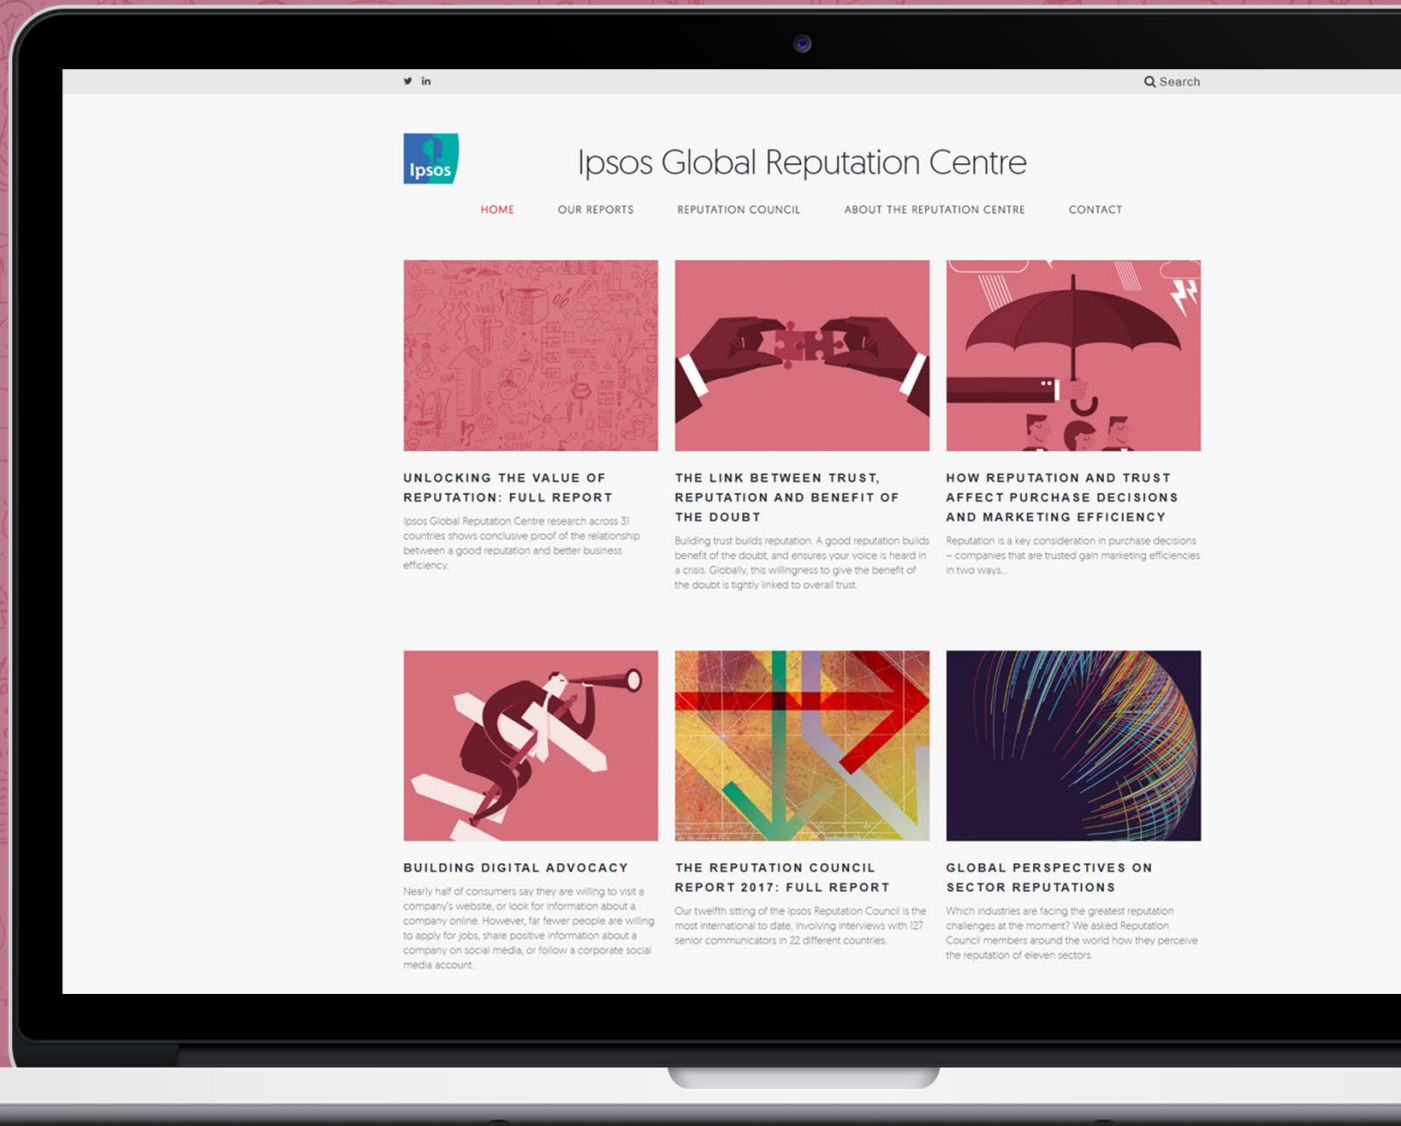 in
Search
Ipsos
Ipsos Global Reputation Centre
HOME
OUR REPORTS
REPUTATION COUNCIL
ABOUT THE REPUTATION CENTRE
CONTACT
PLAN
MONEY
IDEA
UNLOCKING THE VALUE OF
REPUTATION: FULL REPORT
Ipsos Global Reputation Centre research across 31
countries shows conclusive proof of the relationship
between a good reputation and better business
efficiency.
THE LINK BETWEEN TRUST,
REPUTATION AND BENEFIT OF
THE DOUBT
Building trust builds reputation. A good reputation builds
benefit of the doubt, and ensures your voice is heard in
a crisis. Globally, this willingness to give the benefit of
the doubt is tightly linked to overall trust.
HOW REPUTATION AND TRUST
AFFECT PURCHASE DECISIONS
AND MARKETING EFFICIENCY
Reputation is a key consideration in purchase decisions
– companies that are trusted gain marketing efficiencies
in two ways...
BUILDING DIGITAL ADVOCACY
Nearly half of consumers say they are willing to visit a
company's website, or look for information about a
company online. However, far fewer people are willing
to apply for jobs, share positive information about a
company on social media, or follow a corporate social
media account.
THE REPUTATION COUNCIL
REPORT 2017: FULL REPORT
Our twelfth sitting of the Ipsos Reputation Council is the
most international to date, involving interviews with 127
senior communicators in 22 different countries.
GLOBAL PERSPECTIVES ON
SECTOR REPUTATIONS
Which industries are facing the greatest reputation
challenges at the moment? We asked Reputation
Council members around the world how they perceive
the reputation of eleven sectors.